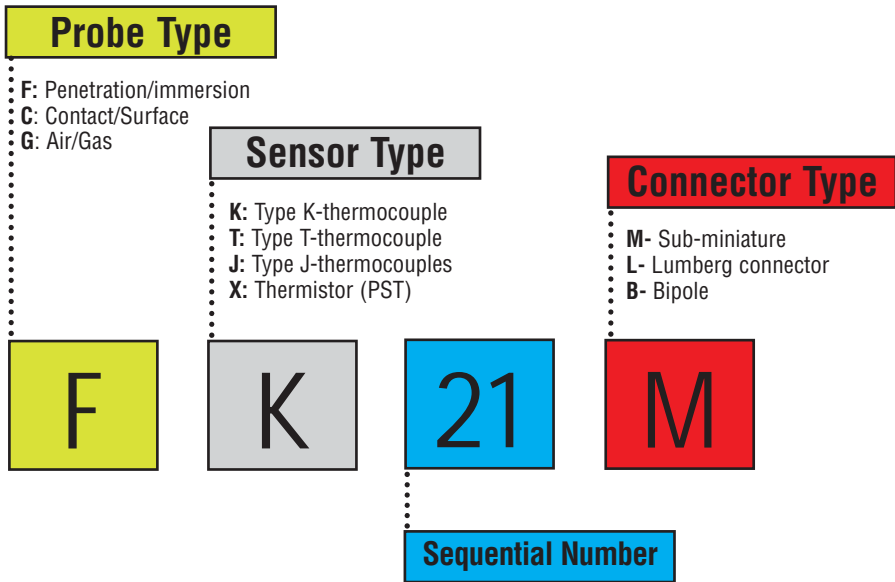 Probe Type
F: Penetration/immersion
C: Contact/Surface
G: Air/Gas
Sensor Type
K: Type K-thermocouple
T: Type T-thermocouple
J: Type J-thermocouples
X: Thermistor (PST)
Connector Type
M- Sub-miniature
L- Lumberg connector
B- Bipole
F
K
21
M
Sequential Number